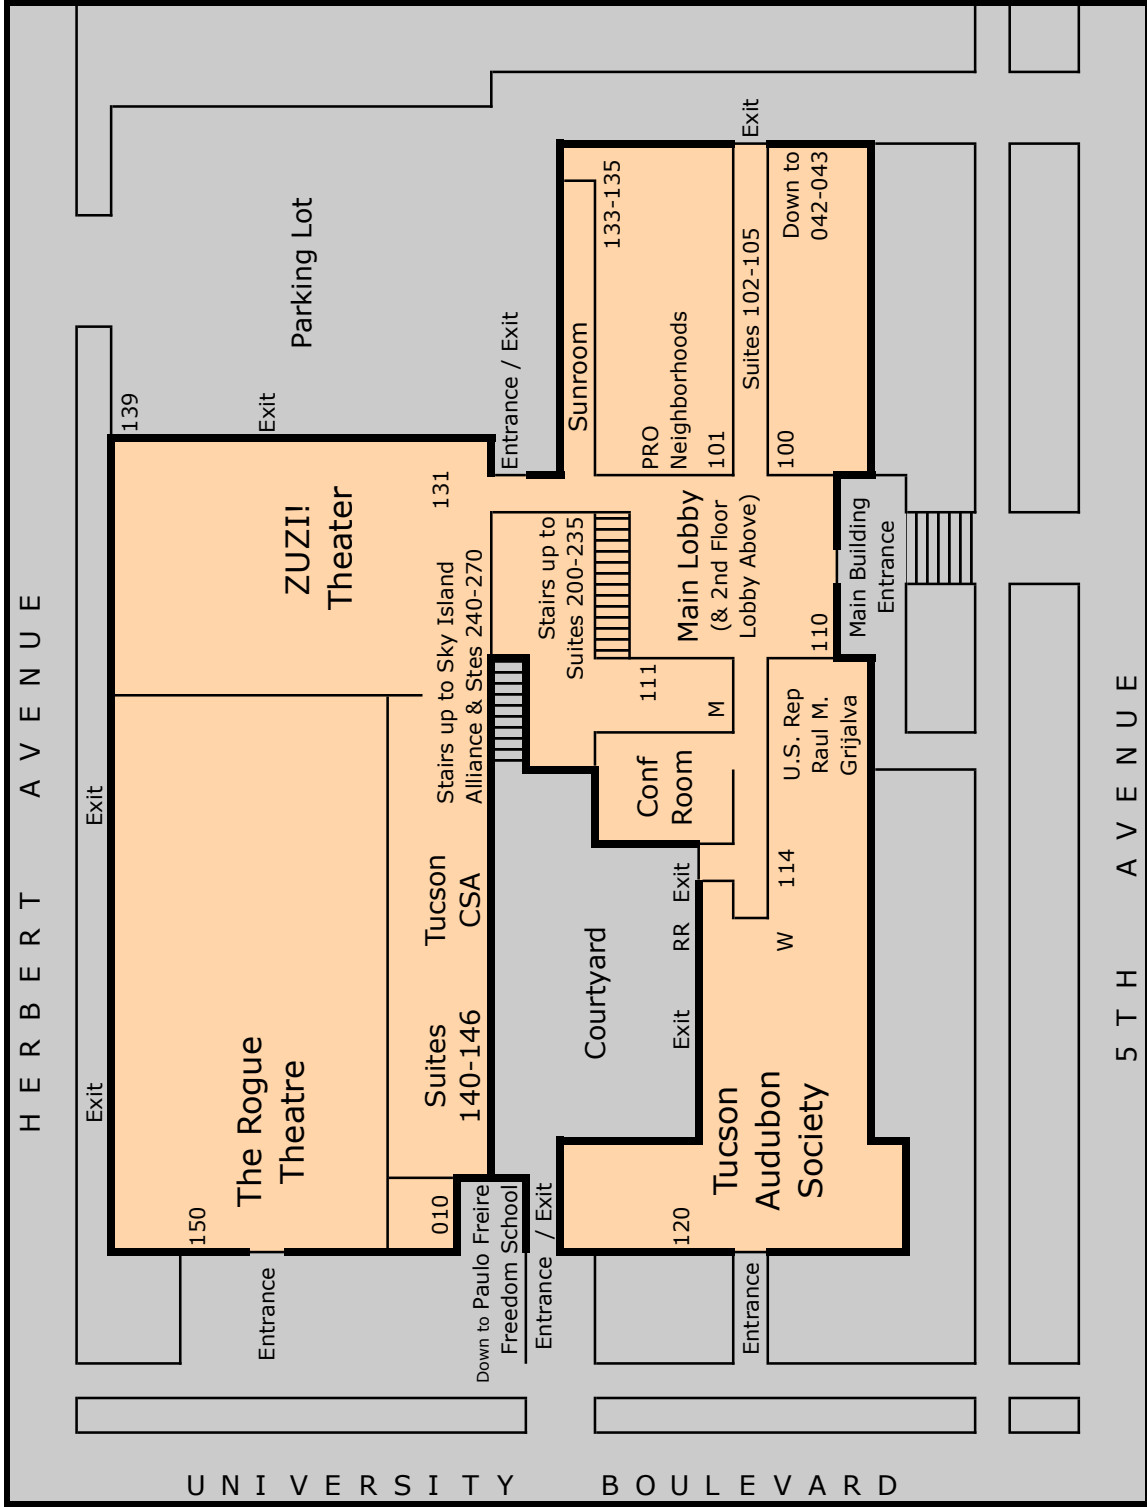 HERBERT AVENUE
Exit
Exit
139
Exit
Parking Lot
150
Entrance
The Rogue
Theatre
ZUZI!
Theater
131
010
Suites
140-146
Tucson
CSA
Stairs up to Sky Island
Alliance & Stes 240-270
Down to Paulo Freire
Freedom School
Entrance / Exit
Entrance / Exit
Stairs up to
Suites 200-235
Sunroom
133-135
Courtyard
Conf
Room
111
M
PRO
Neighborhoods
101
Main Lobby
(& 2nd Floor
Lobby Above)
Exit
RR
Exit
120
Tucson
Audubon
Society
Entrance
W
114
U.S. Rep
Raul M.
Grijalva
110
100
Suites 102-105
Exit
Down to
042-043
Main Building
Entrance
5TH AVENUE
UNIVERSITY BOULEVARD